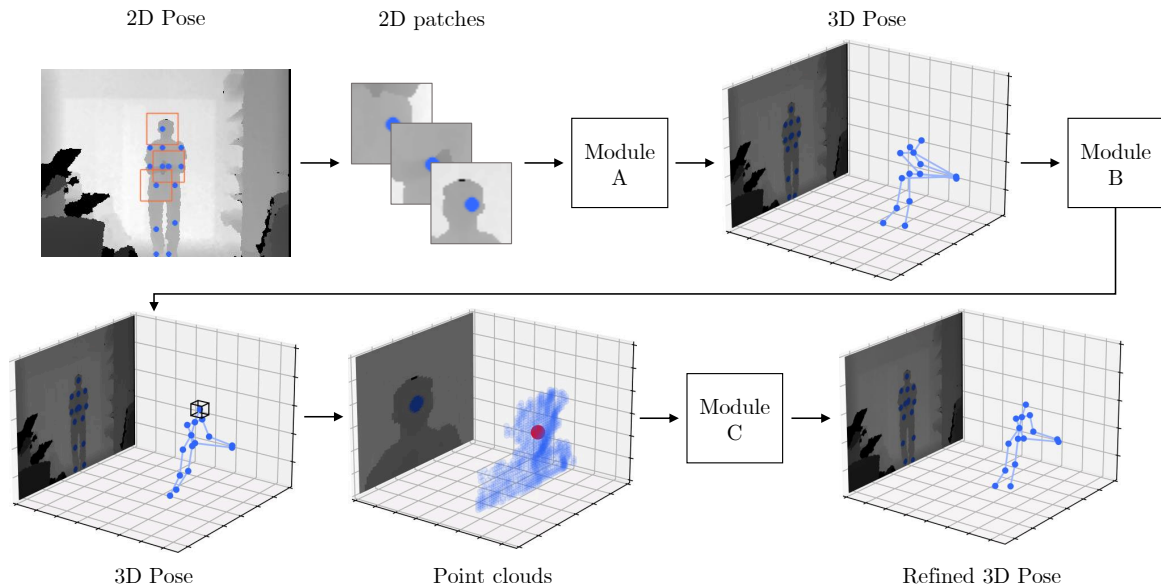 2D Pose
2D patches
3D Pose
Module
A
Module
B
Module
C
3D Pose
Point clouds
Refined 3D Pose